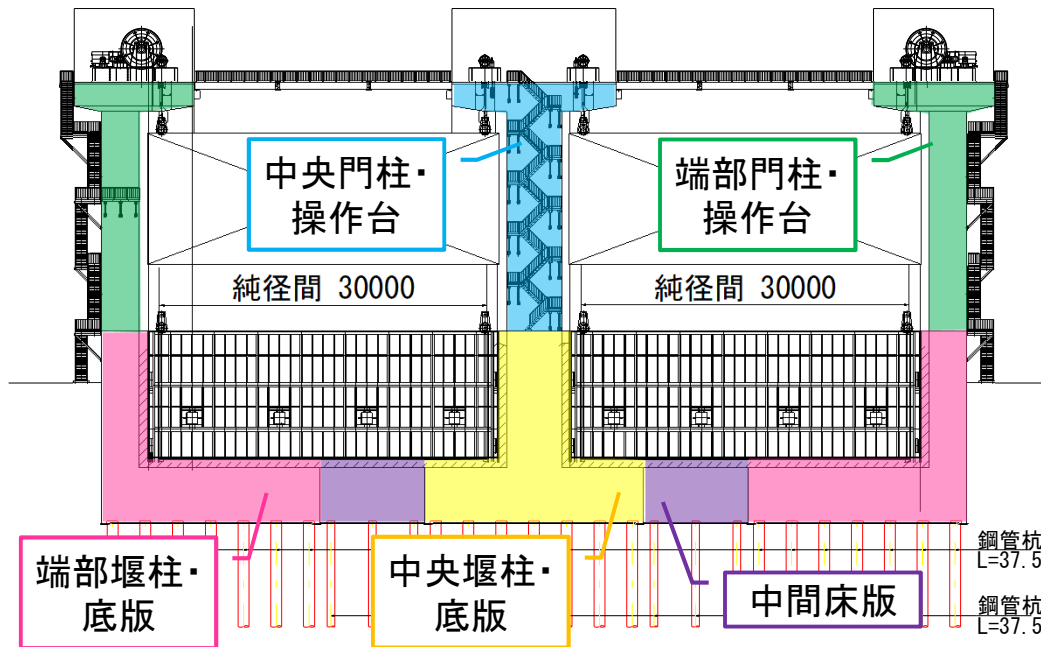 中央門柱・
操作台
端部門柱・
操作台
純径間 30000
純径間 30000
端部堰柱・
底版
中央堰柱・
底版
中間床版
鋼管杭
L=37.5
鋼管杭
L=37.5